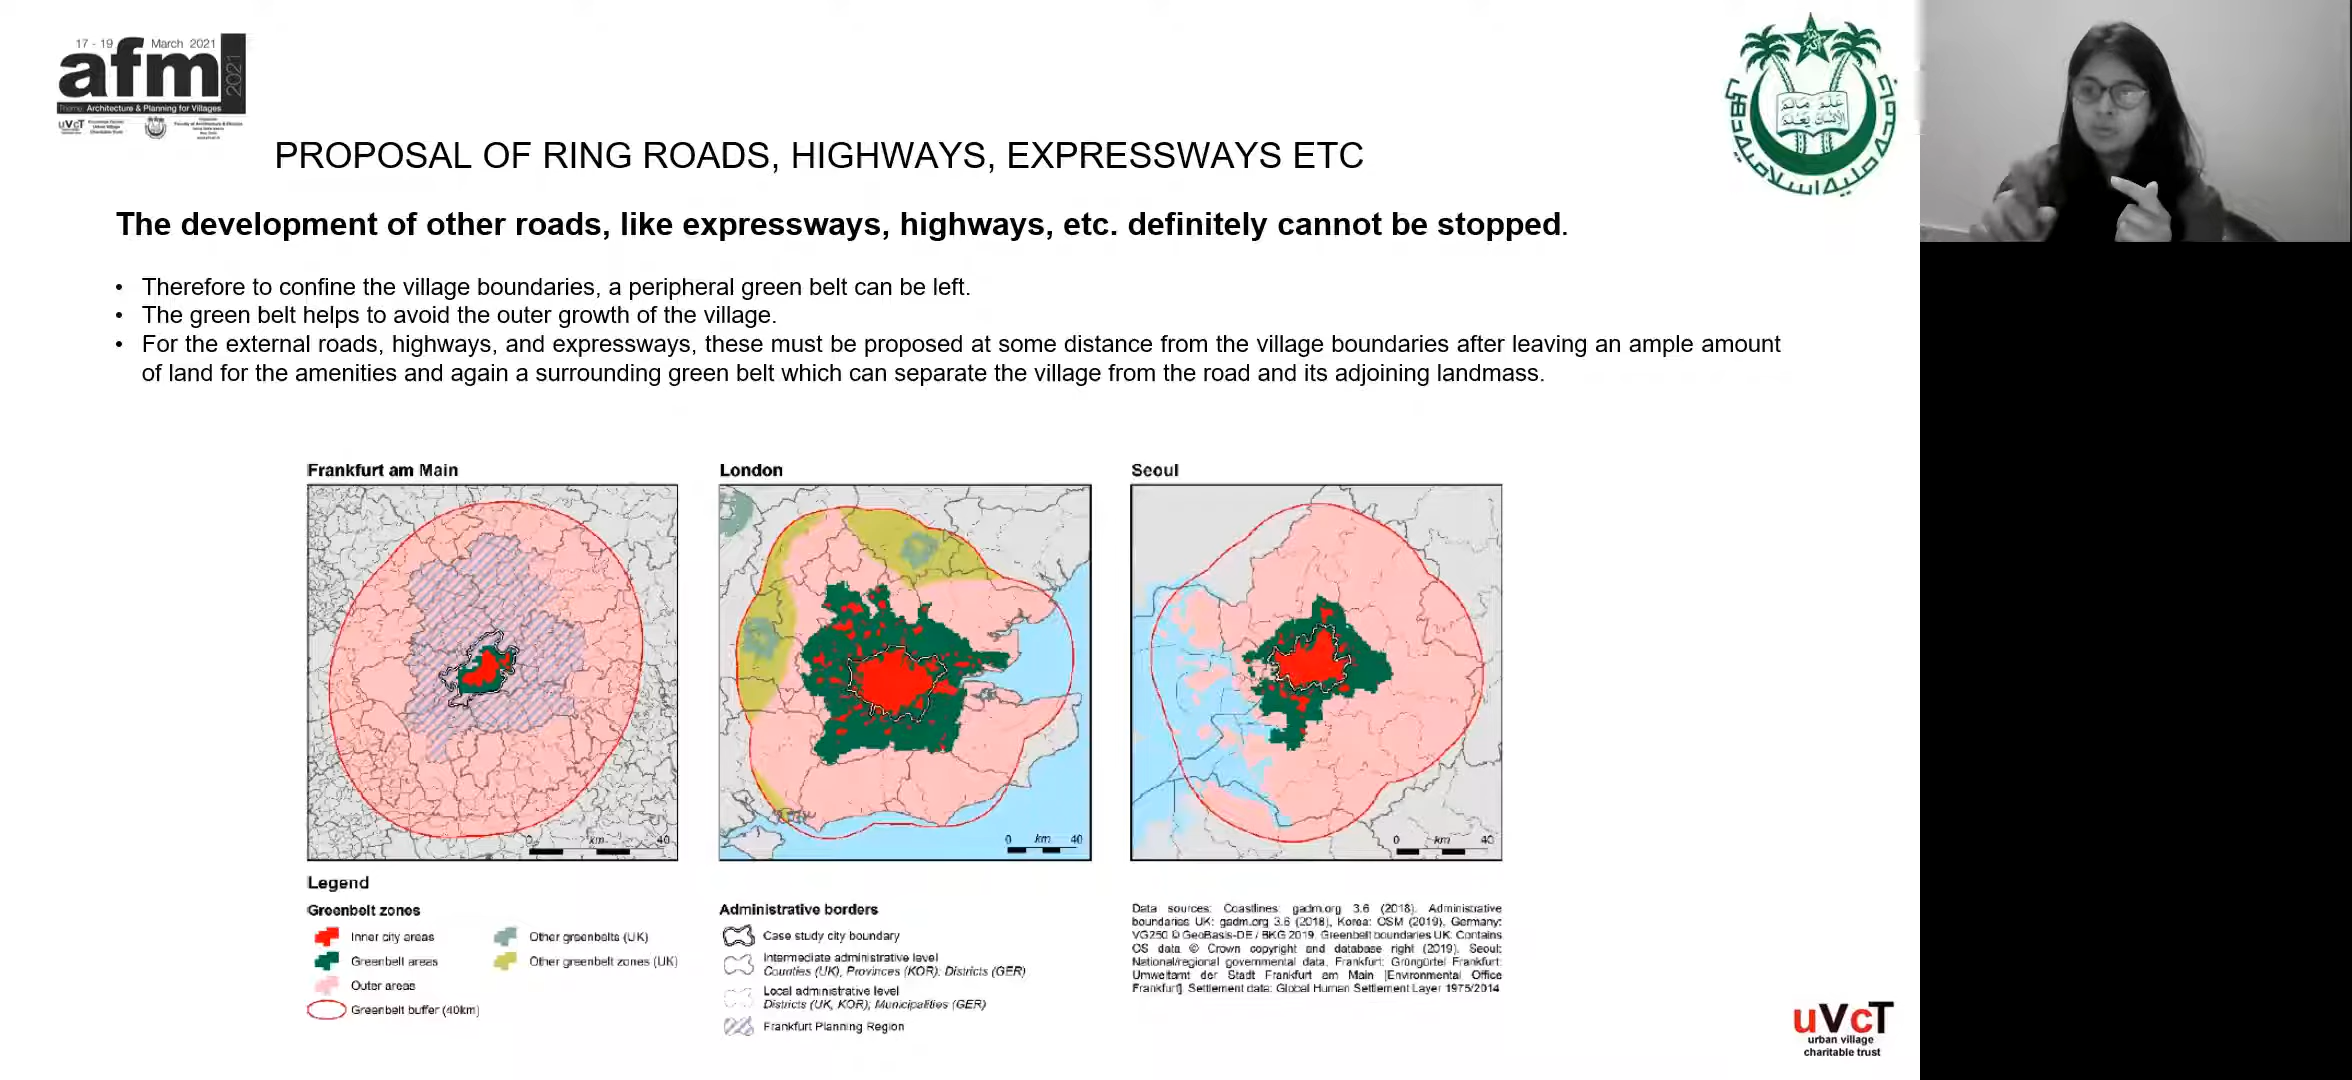 17 - 19 March 2021
afm 2021
Theme: Architecture & Planning for Villages
uvcT
PROPOSAL OF RING ROADS, HIGHWAYS, EXPRESSWAYS ETC
The development of other roads, like expressways, highways, etc. definitely cannot be stopped.
• Therefore to confine the village boundaries, a peripheral green belt can be left.
• The green belt helps to avoid the outer growth of the village.
• For the external roads, highways, and expressways, these must be proposed at some distance from the village boundaries after leaving an ample amount
of land for the amenities and again a surrounding green belt which can separate the village from the road and its adjoining landmass.
Frankfurt am Main
London
Seoul
0 km 40
0 km 40
0 km 40
Legend
Greenbelt zones
Inner city areas
Greenbelt areas
Outer areas
Greenbelt buffer (40km)
Other greenbelts (UK)
Other greenbelt zones (UK)
Administrative borders
Case study city boundary
Intermediate administrative level
Counties (UK), Provinces (KOR); Districts (GER)
Local administrative level
Districts (UK, KOR); Municipalities (GER)
Frankfurt Planning Region
Data sources: Coastlines: gadm.org 3.6 (2018). Administrative
boundaries UK: gadm.org 3.6 (2018), Korea: OSM (2019), Germany:
VG250 © GeoBasis-DE / BKG 2019. Greenbelt boundaries UK: Contains
OS data © Crown copyright and database right (2019). Seoul:
National/regional governmental data, Frankfurt: Grüngürtel Frankfurt:
Umweltamt der Stadt Frankfurt am Main [Environmental Office
Frankfurt]. Settlement data: Global Human Settlement Layer 1975/2014
uVcT
urban village
charitable trust